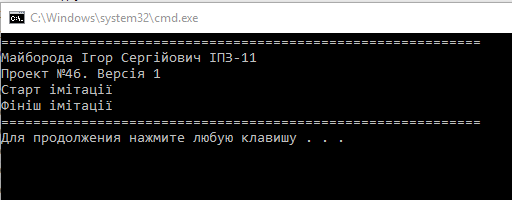 C:\Windows\system32\cmd.exe
============================================================
Майборода Ігор Сергійович ІПЗ-11
Проект №46. Версія 1
Старт імітації
Фініш імітації
============================================================
Для продолжения нажмите любую клавишу . . .